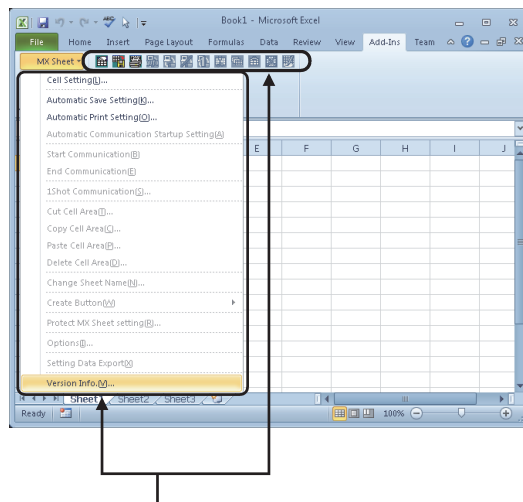 Book1 - Microsoft Excel
File Home Insert Page Layout Formulas Data Review View Add-Ins Team
MX Sheet
Cell Setting(L)...
Automatic Save Setting(K)...
Automatic Print Setting(O)...
Automatic Communication Startup Setting(A)
Start Communication(B)
End Communication(E)
1Shot Communication(S)...
Cut Cell Area(T)...
Copy Cell Area(C)...
Paste Cell Area(P)...
Delete Cell Area(D)...
Change Sheet Name(N)...
Create Button(W)
Protect MX Sheet setting(R)...
Options(I)...
Setting Data Export(X)
Version Info.(V)...
E F G H I J
Sheet1 Sheet2 Sheet3
Ready 100%